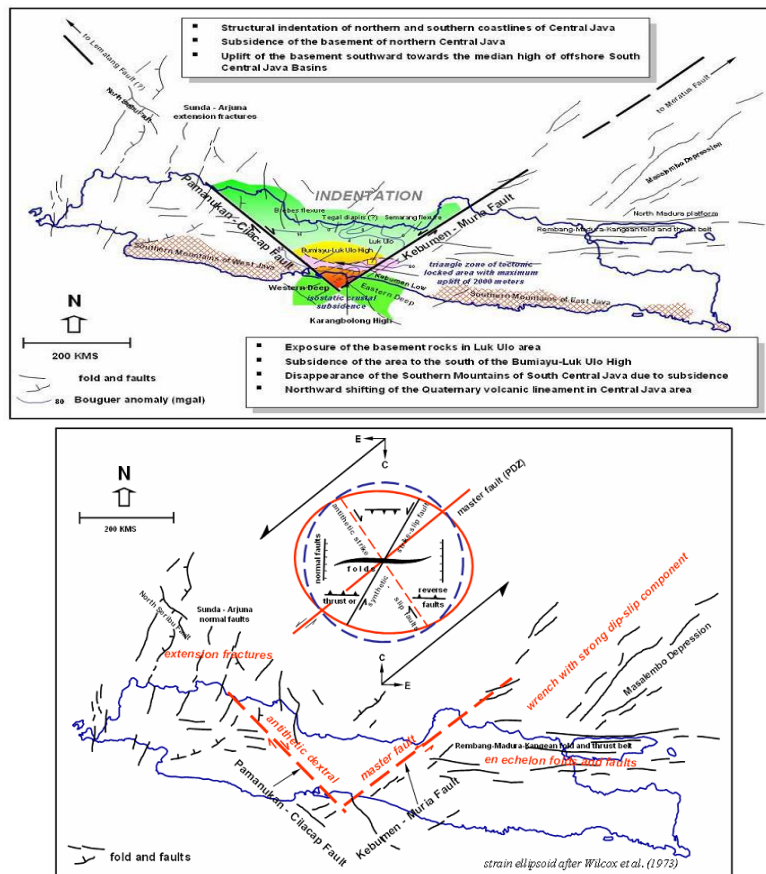 ▪ Structural indentation of northern and southern coastlines of Central Java
▪ Subsidence of the basement of northern Central Java
▪ Uplift of the basement southward towards the median high of offshore South
Central Java Basins
to Lematang Fault (?)
to Meratus Fault
North Seribu Fault
Sunda - Arjuna
extension fractures
Masalembo Depression
INDENTATION
Pamanukan - Cilacap Fault
Brebes flexure
Tegal diapirs (?)
Semarang flexure
Kebumen - Muria Fault
North Madura platform
Rembang-Madura-Kangean fold and thrust belt
Luk Ulo
Bumiayu-Luk Ulo High
Southern Mountains of West Java
triangle zone of tectonic
locked area with maximum
uplift of 2000 meters
Kebumen Low
Western Deep
Eastern Deep
isostatic crustal
subsidence
Southern Mountains of East Java
Karangbolong High
N
200 KMS
fold and faults
80 Bouguer anomaly (mgal)
▪ Exposure of the basement rocks in Luk Ulo area
▪ Subsidence of the area to the south of the Bumiayu-Luk Ulo High
▪ Disappearance of the Southern Mountains of South Central Java due to subsidence
▪ Northward shifting of the Quaternary volcanic lineament in Central Java area
E
C
N
200 KMS
master fault (PDZ)
antithetic strike
strike-slip fault
normal faults
folds
thrust or
reverse
faults
synthetic
slip faults
C
E
North Seribu Fault
Sunda - Arjuna
normal faults
extension fractures
wrench with strong dip-slip component
Masalembo Depression
antithetic dextral
master fault
Rembang-Madura-Kangean fold and thrust belt
en echelon folds and faults
Pamanukan - Cilacap Fault
Kebumen - Muria Fault
fold and faults
strain ellipsoid after Wilcox et al. (1973)